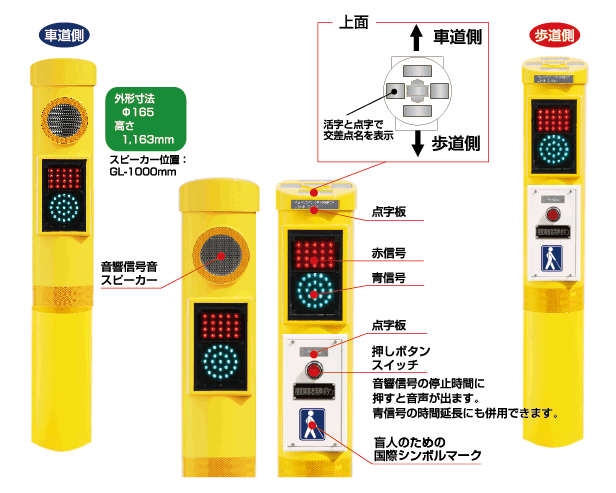 車道側
外形寸法
Φ165
高さ
1,163mm
スピーカー位置：
GL-1000mm
上面
車道側
活字と点字で
交差点名を表示
歩道側
歩道側
音響信号音
スピーカー
点字板
赤信号
青信号
点字板
押しボタン
スイッチ
音響信号の停止時間に
押すと音声が出ます。
青信号の時間延長にも併用できます。
盲人のための
国際シンボルマーク